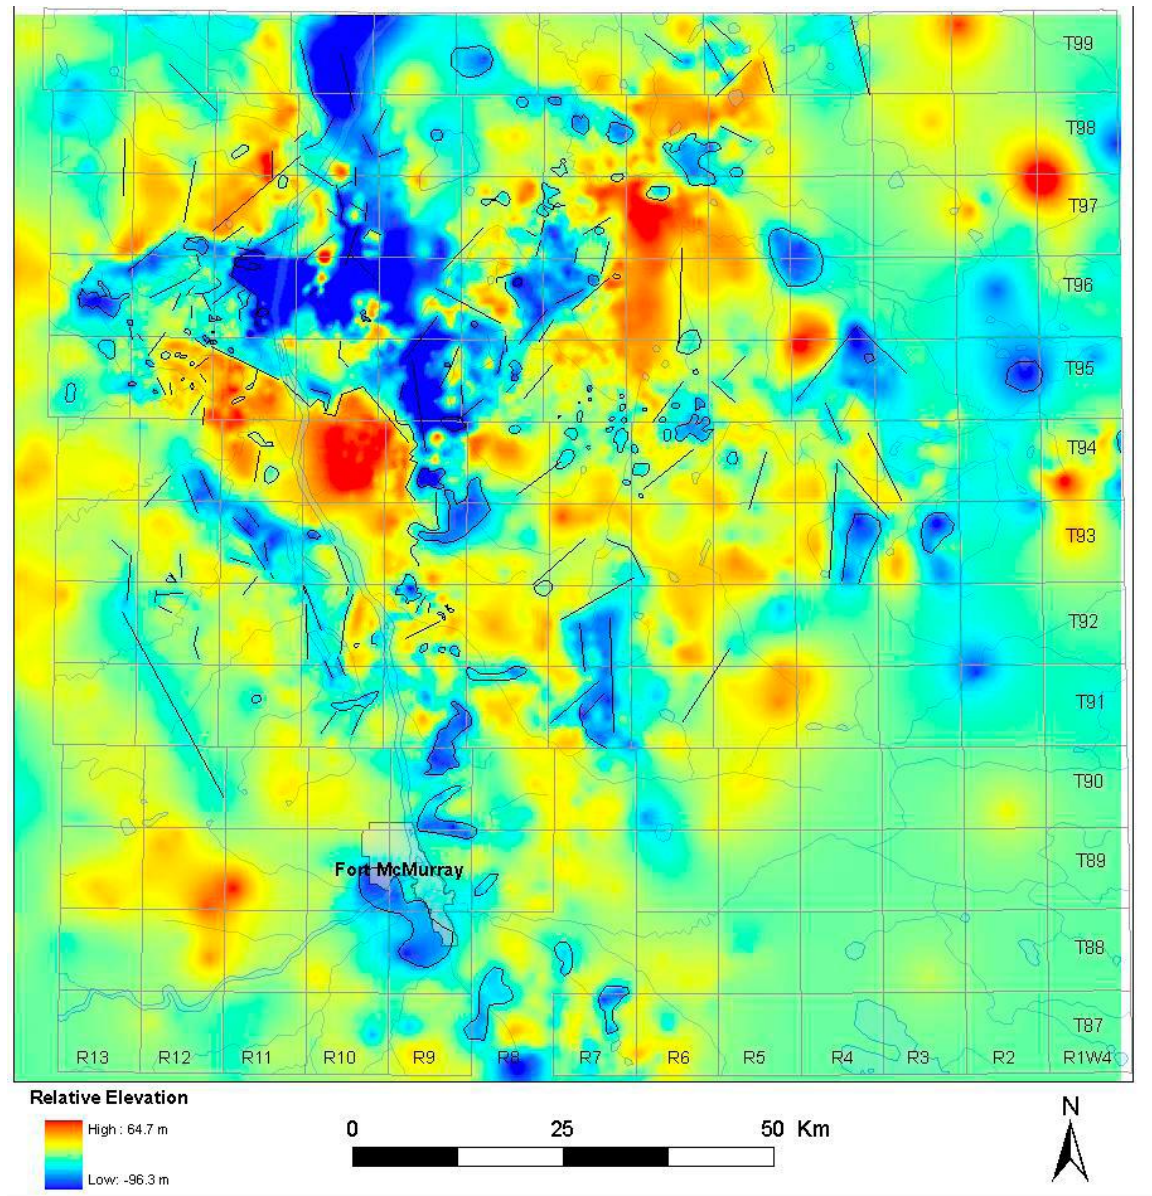 T99
T98
T97
T96
T95
T94
T93
T92
T91
T90
T89
Fort McMurray
T88
T87
R13 R12 R11 R10 R9 R8 R7 R6 R5 R4 R3 R2 R1W4
Relative Elevation
High : 64.7 m
Low: -96.3 m
0 25 50 Km
N